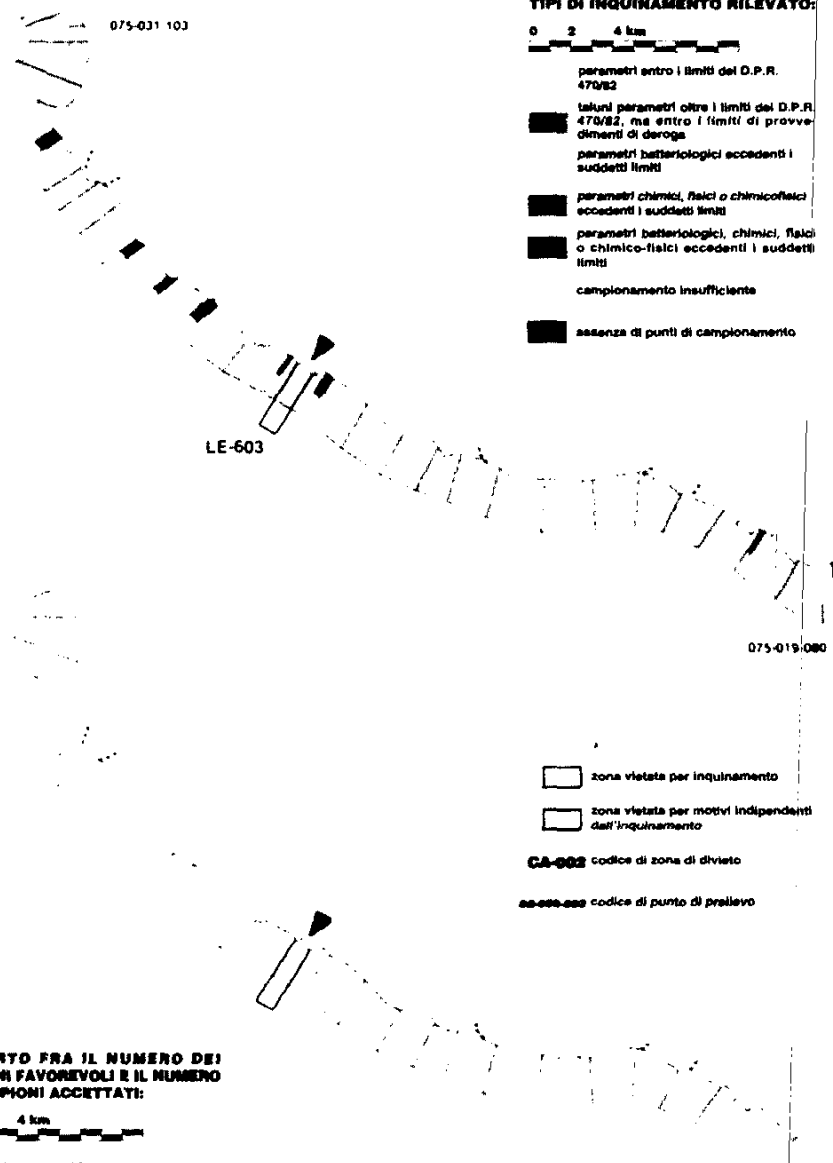 TIPI DI INQUINAMENTO RILEVATO:
0 2 4 km
075-031 103
parametri entro i limiti del D.P.R.
470/82
taluni parametri oltre i limiti del D.P.R.
470/82, ma entro i limiti di provve-
dimenti di deroga
parametri batteriologici eccedenti i
suddetti limiti
parametri chimici, fisici o chimicofisici
eccedenti i suddetti limiti
parametri batteriologici, chimici, fisici
o chimico-fisici eccedenti i suddetti
limiti
campionamento insufficiente
assenza di punti di campionamento
LE-603
075-019 080
zona vietata per inquinamento
zona vietata per motivi indipendenti
dall'inquinamento
CA-002 codice di zona di divieto
codice di punto di prelievo
RTO FRA IL NUMERO DEI
NI FAVOREVOLI E IL NUMERO
PIONI ACCETTATI:
4 km